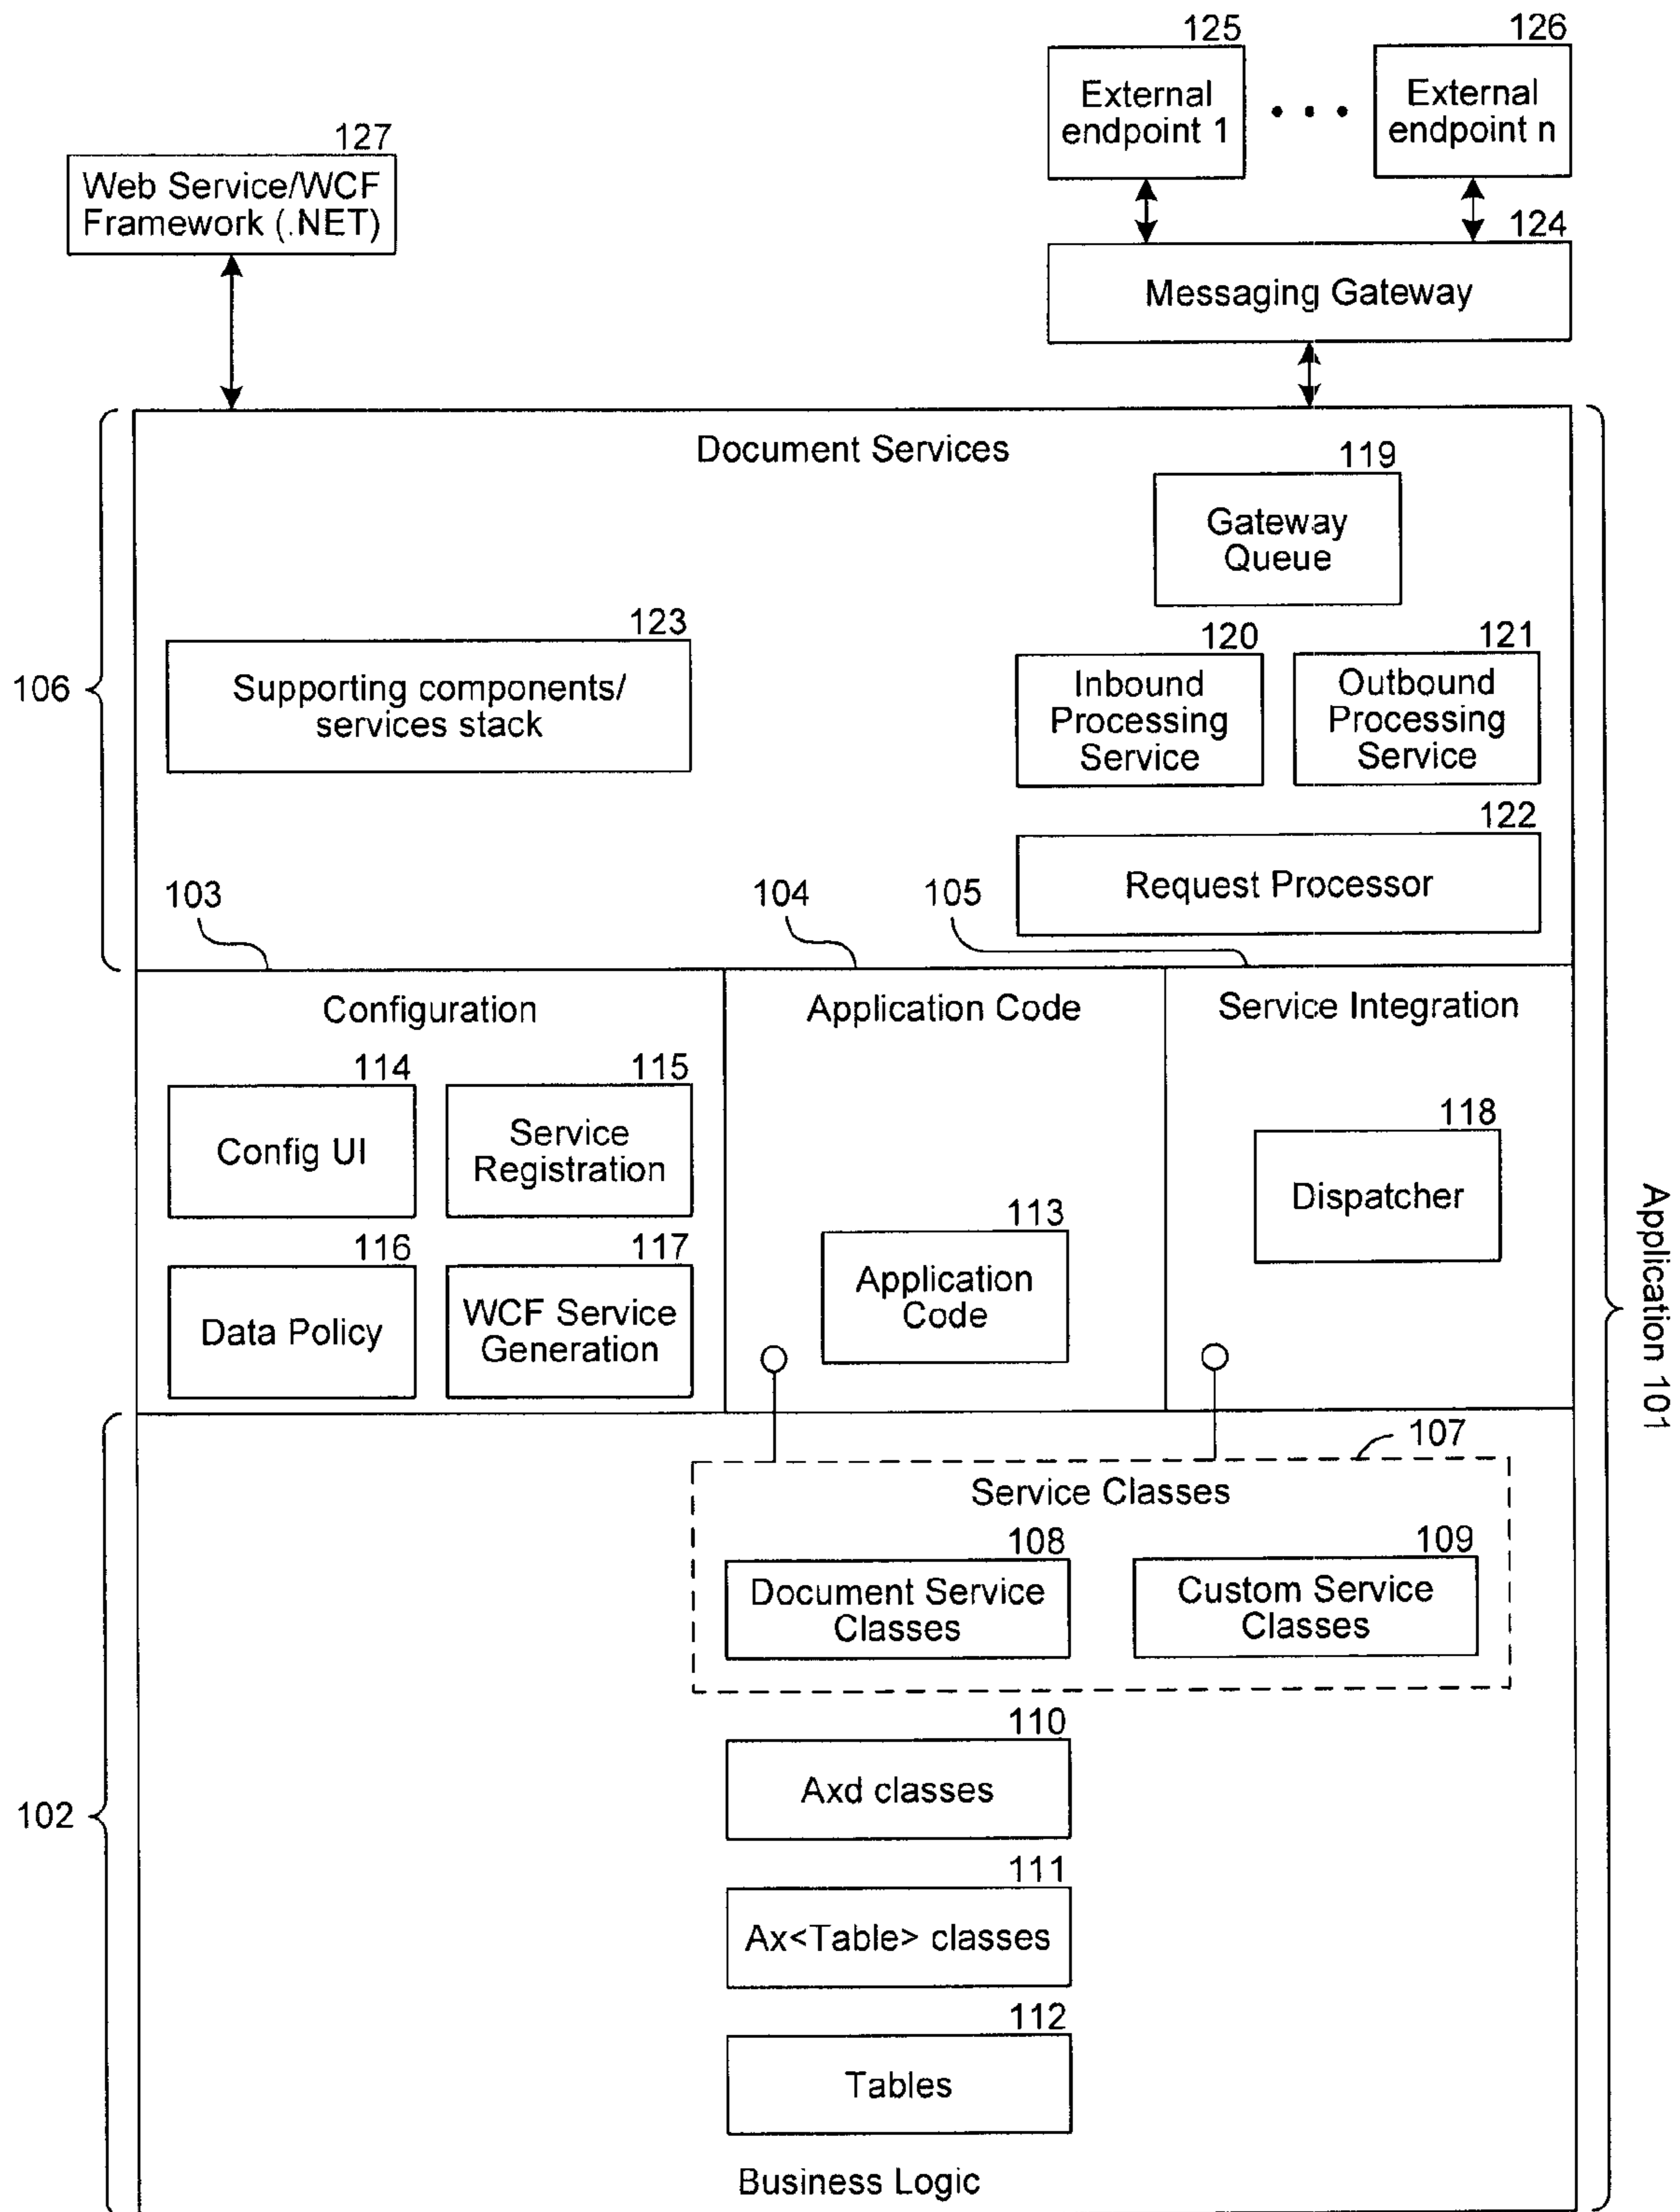 125
126
External
endpoint 1
External
endpoint n
127
Web Service/WCF
Framework (.NET)
124
Messaging Gateway
Document Services
119
Gateway
Queue
106
123
Supporting components/
services stack
120
Inbound
Processing
Service
121
Outbound
Processing
Service
122
Request Processor
103
104
105
Configuration
114
Config UI
115
Service
Registration
116
Data Policy
117
WCF Service
Generation
Application Code
113
Application
Code
Service Integration
118
Dispatcher
Application 101
102
107
Service Classes
108
Document Service
Classes
109
Custom Service
Classes
110
Axd classes
111
Ax<Table> classes
112
Tables
Business Logic